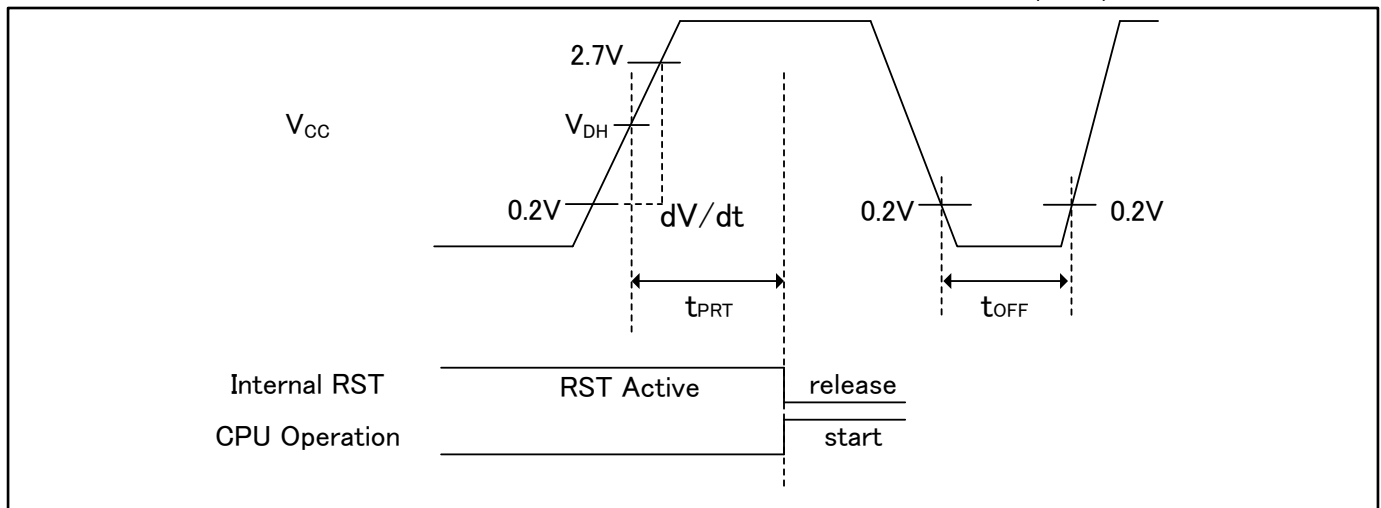 2.7V
VCC
VDH
0.2V
dV/dt
0.2V
0.2V
tPRT
tOFF
Internal RST
RST Active
release
CPU Operation
start